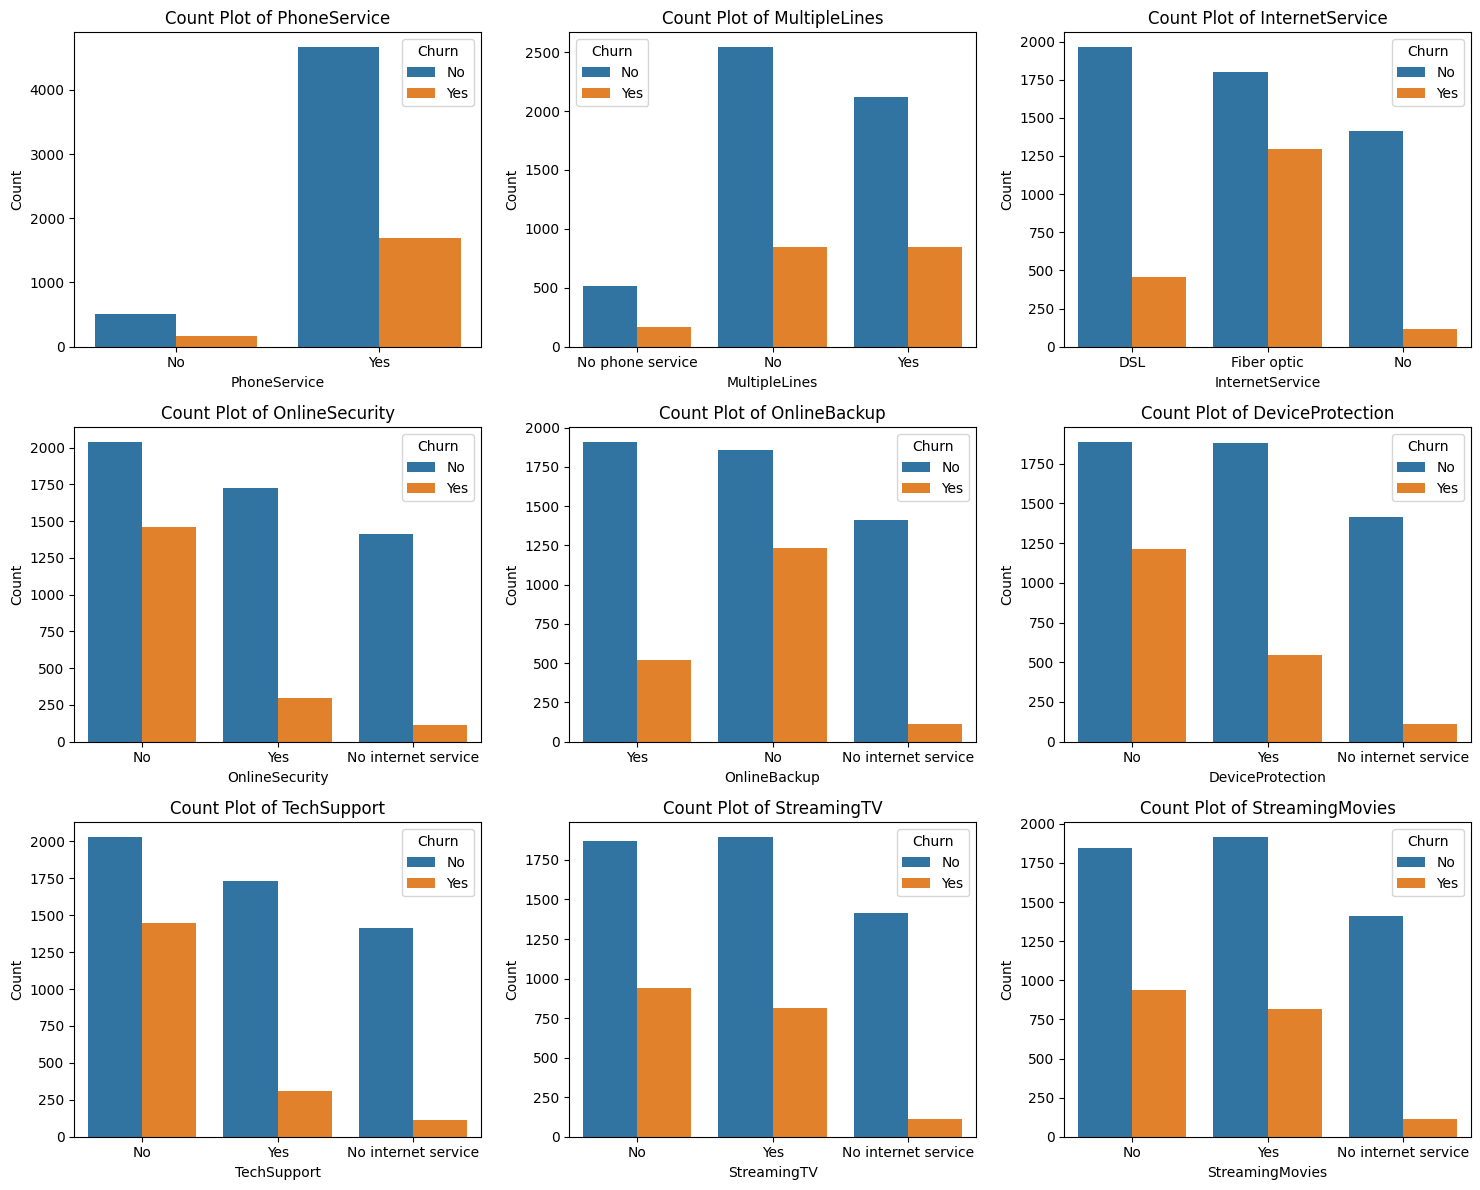 Count Plot of PhoneService
Churn
No
Yes
4000
3000
2000
1000
0
Count
No Yes
PhoneService
Count Plot of MultipleLines
Churn
No
Yes
2500
2000
1500
1000
500
0
Count
No phone service No Yes
MultipleLines
Count Plot of InternetService
Churn
No
Yes
2000
1750
1500
1250
1000
750
500
250
0
Count
DSL Fiber optic No
InternetService
Count Plot of OnlineSecurity
Churn
No
Yes
2000
1750
1500
1250
1000
750
500
250
0
Count
No Yes No internet service
OnlineSecurity
Count Plot of OnlineBackup
Churn
No
Yes
2000
1750
1500
1250
1000
750
500
250
0
Count
Yes No No internet service
OnlineBackup
Count Plot of DeviceProtection
Churn
No
Yes
1750
1500
1250
1000
750
500
250
0
Count
No Yes No internet service
DeviceProtection
Count Plot of TechSupport
Churn
No
Yes
2000
1750
1500
1250
1000
750
500
250
0
Count
No Yes No internet service
TechSupport
Count Plot of StreamingTV
Churn
No
Yes
1750
1500
1250
1000
750
500
250
0
Count
No Yes No internet service
StreamingTV
Count Plot of StreamingMovies
Churn
No
Yes
2000
1750
1500
1250
1000
750
500
250
0
Count
No Yes No internet service
StreamingMovies